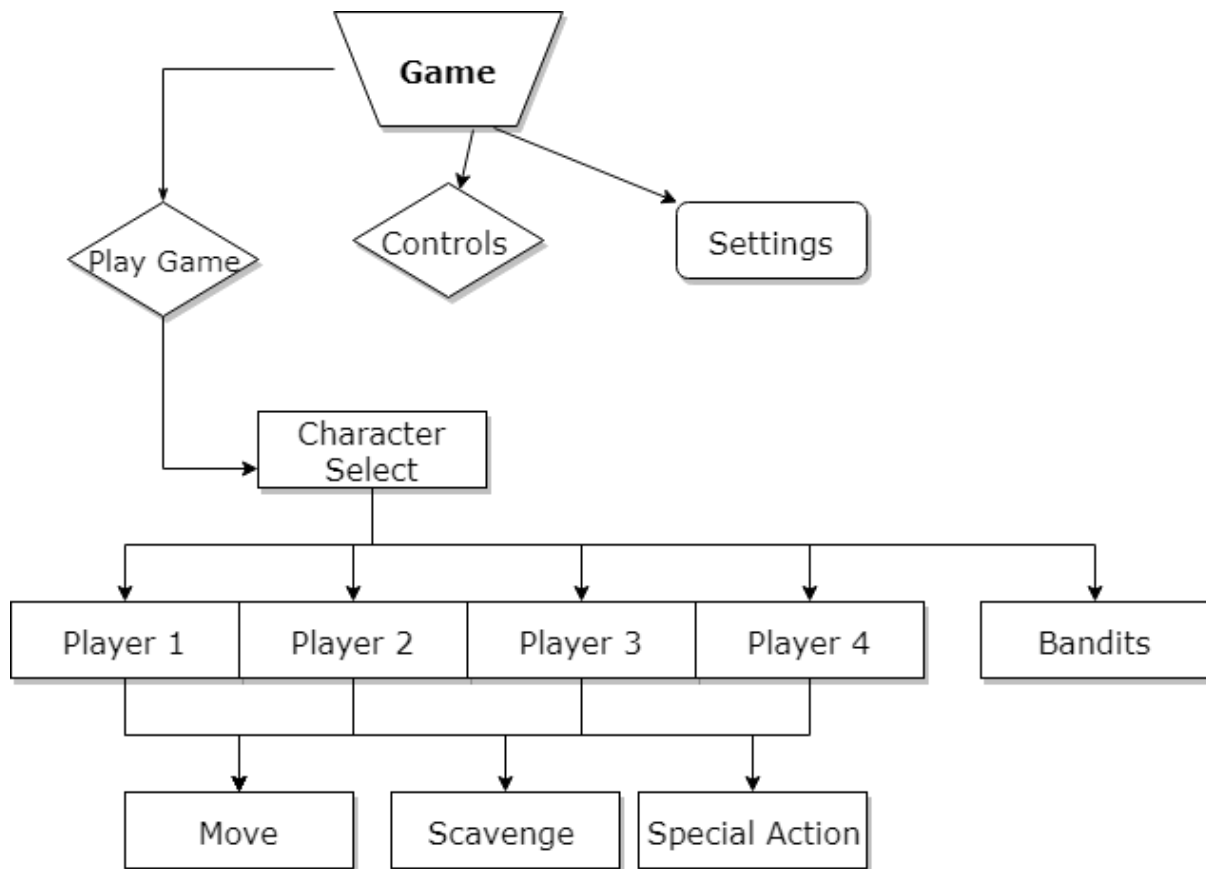 Game
Play Game
Controls
Settings
Character
Select
Player 1
Player 2
Player 3
Player 4
Bandits
Move
Scavenge
Special Action